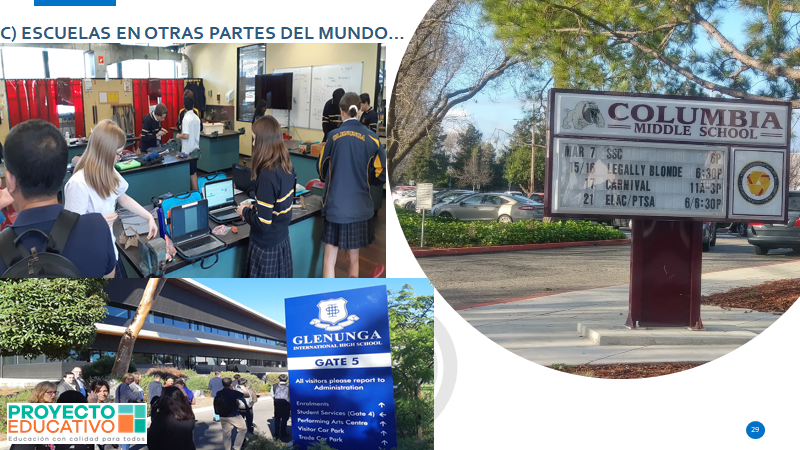 C) ESCUELAS EN OTRAS PARTES DEL MUNDO...
GLENUNGA
GLENUNGA
INTERNATIONAL HIGH SCHOOL
GATE 5
All visitors please report to
Administration
Enrolments
Student Services (Gate 4)
Performing Arts Centre
Visitor Car Park
Trade Car Park
COLUMBIA
MIDDLE SCHOOL
MAR 7 SSC 6P
15/16 LEGALLY BLONDE 6:30P
17 CARNIVAL 11A-3P
21 ELAC/PTSA 6/6:30P
PROYECTO
EDUCATIVO
Educación con calidad para todos
29